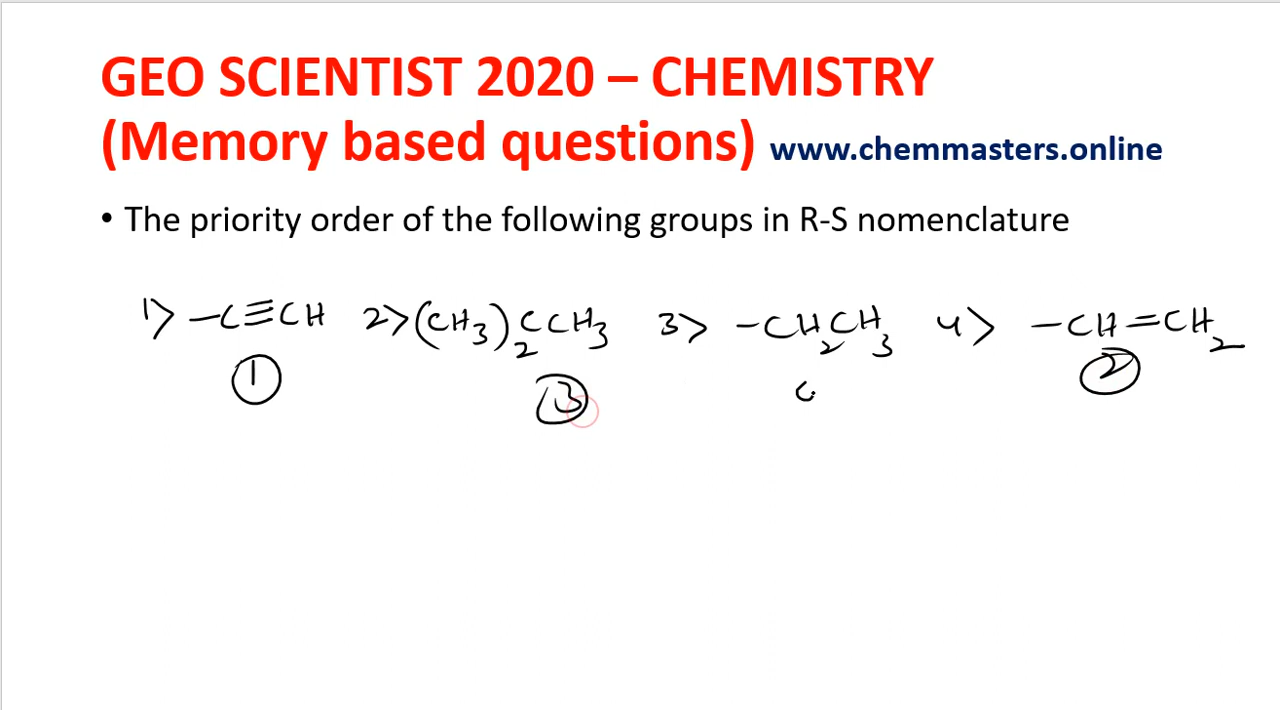 GEO SCIENTIST 2020 – CHEMISTRY
(Memory based questions) www.chemmasters.online
• The priority order of the following groups in R-S nomenclature
1> -C≡CH 2> (CH3)2CCH3 3> -CH2CH3 4> -CH=CH2
1 3 2